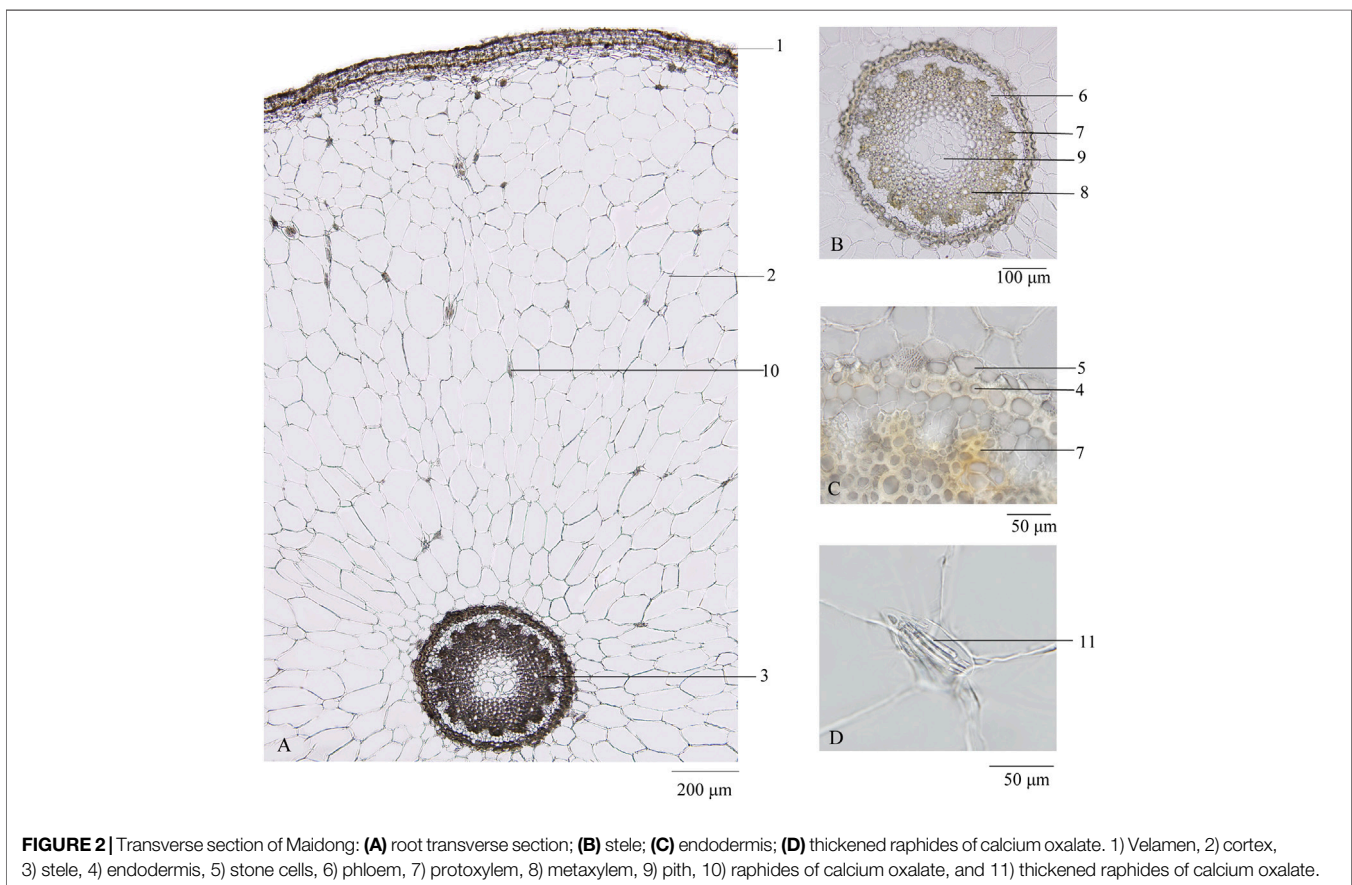 1
2
10
3
A
200 μm
6
7
9
8
B
100 μm
5
4
7
C
50 μm
11
D
50 μm
FIGURE 2 | Transverse section of Maidong: (A) root transverse section; (B) stele; (C) endodermis; (D) thickened raphides of calcium oxalate. 1) Velamen, 2) cortex,
3) stele, 4) endodermis, 5) stone cells, 6) phloem, 7) protoxylem, 8) metaxylem, 9) pith, 10) raphides of calcium oxalate, and 11) thickened raphides of calcium oxalate.